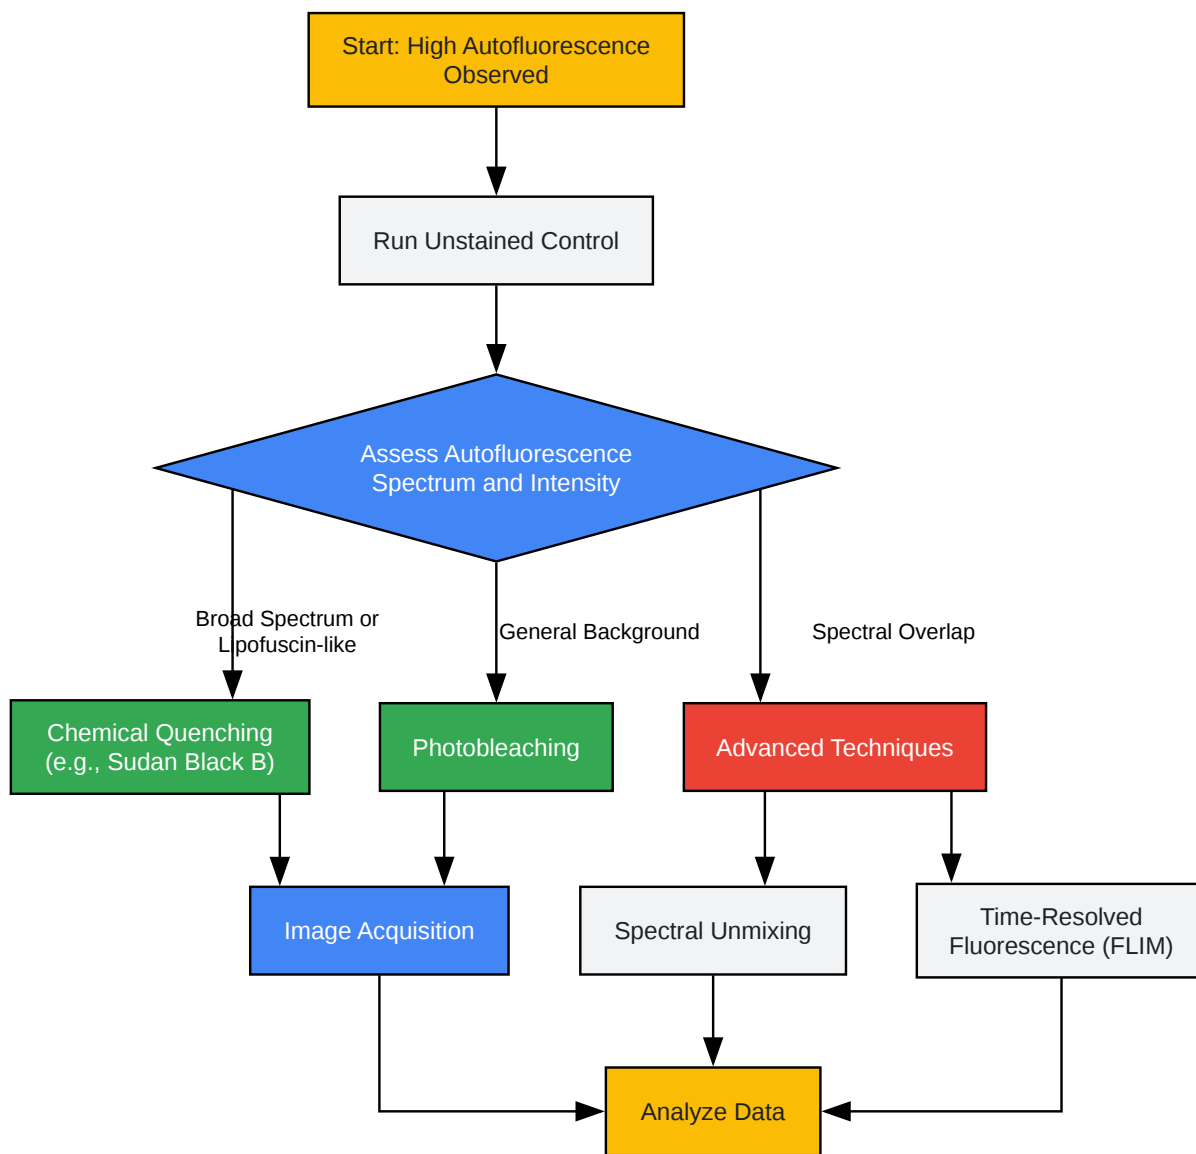 Start: High Autofluorescence
Observed
Run Unstained Control
Assess Autofluorescence
Spectrum and Intensity
Broad Spectrum or
Lipofuscin-like
General Background
Spectral Overlap
Chemical Quenching
(e.g., Sudan Black B)
Photobleaching
Advanced Techniques
Image Acquisition
Spectral Unmixing
Time-Resolved
Fluorescence (FLIM)
Analyze Data